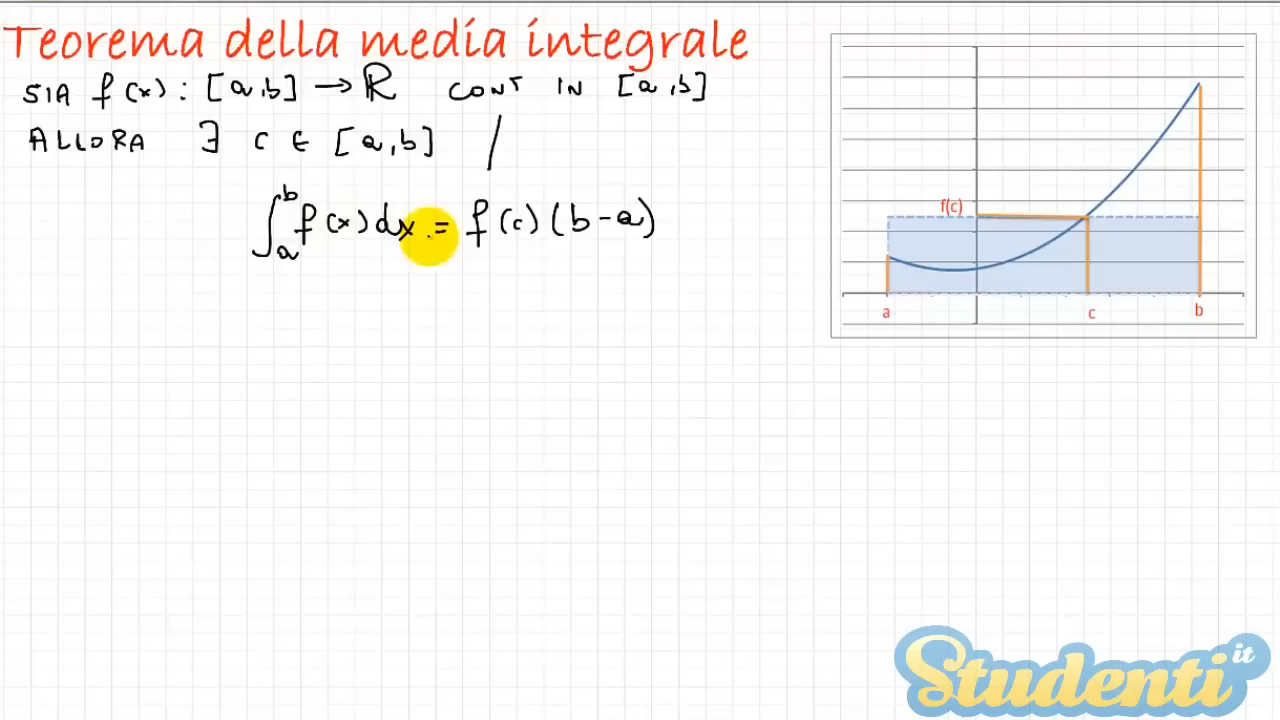 Teorema della media integrale
SIA f(x): [a,b] → ℝ CONT IN [a,b]
ALLORA ∃ c ∈ [a,b] /
∫ₐᵇ f(x)dx = f(c)(b-a)
f(c)
a c b
Studenti it